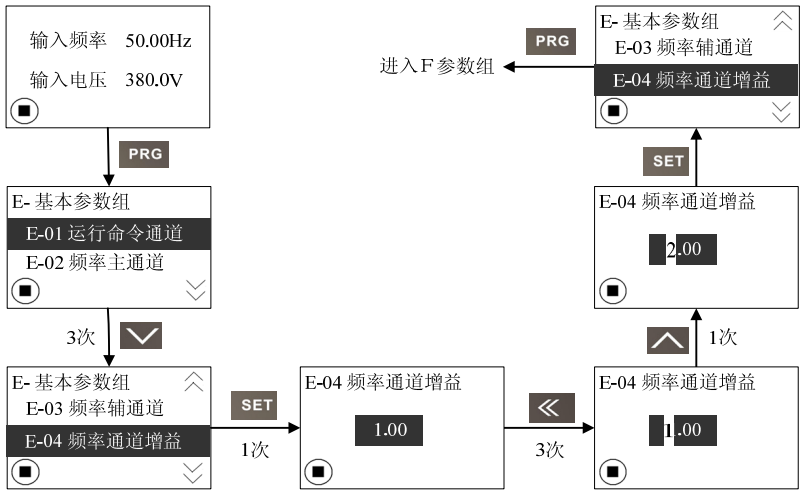 输入频率 50.00Hz
输入电压 380.0V
PRG
E- 基本参数组
E-01 运行命令通道
E-02 频率主通道
3次
E- 基本参数组
E-03 频率辅通道
E-04 频率通道增益
SET
1次
E-04 频率通道增益
1.00
3次
E-04 频率通道增益
1.00
1次
E-04 频率通道增益
2.00
SET
E- 基本参数组
E-03 频率辅通道
E-04 频率通道增益
PRG
进入F参数组